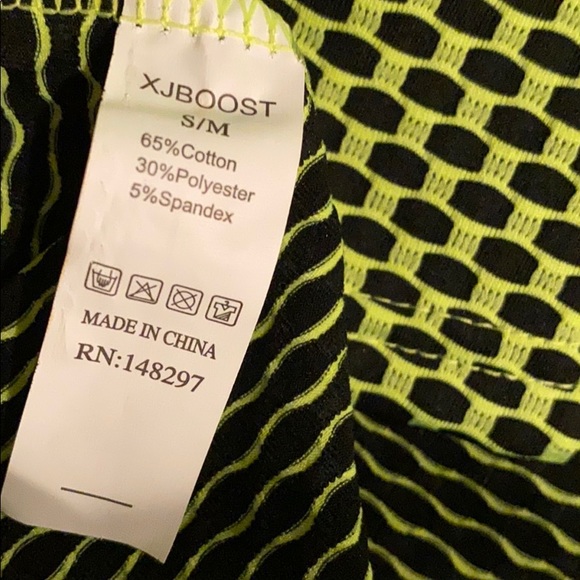 XJBOOST
S/M
65%Cotton
30%Polyester
5%Spandex
MADE IN CHINA
RN:148297